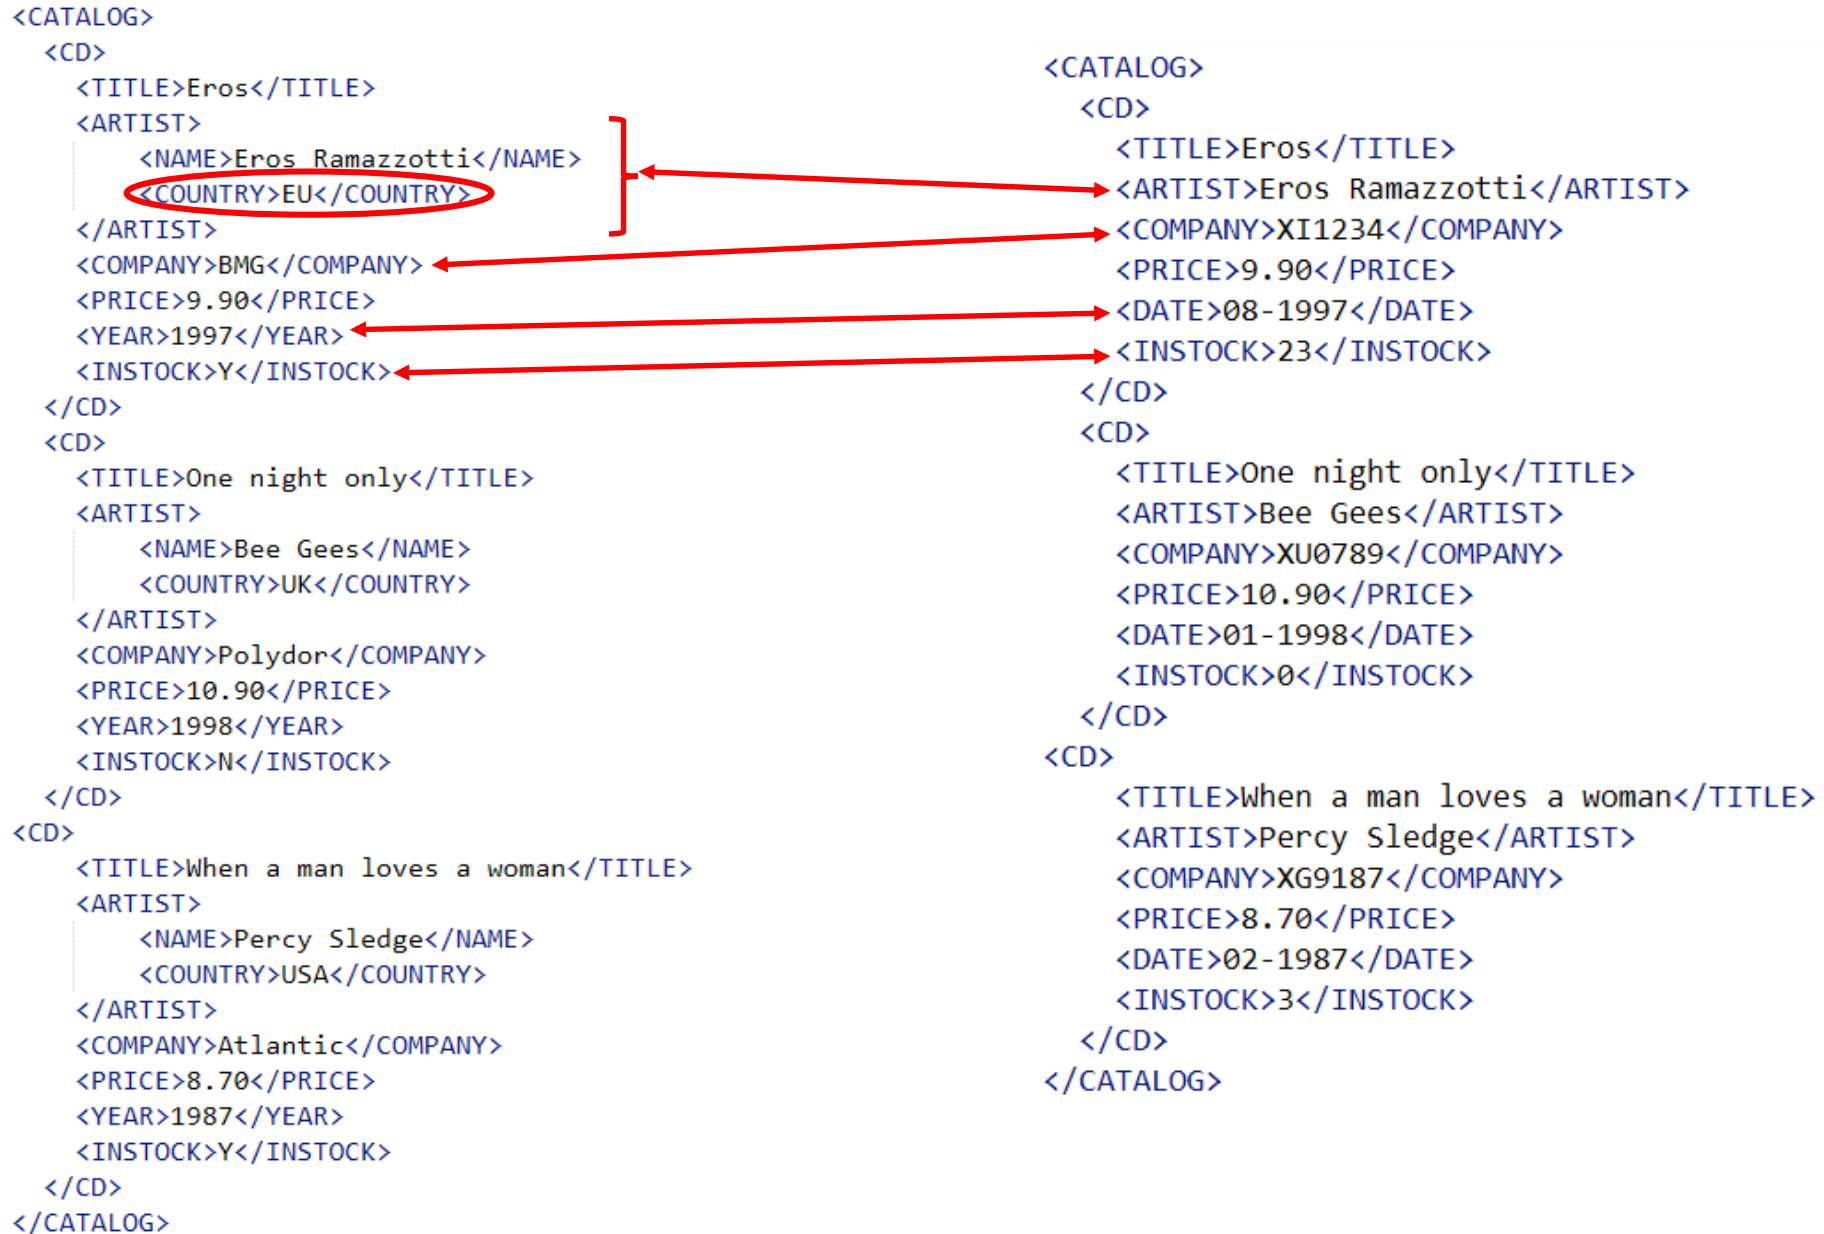 <CATALOG>
<CD>
<TITLE>Eros</TITLE>
<ARTIST>
<NAME>Eros Ramazzotti</NAME>
<COUNTRY>EU</COUNTRY>
</ARTIST>
<COMPANY>BMG</COMPANY>
<PRICE>9.90</PRICE>
<YEAR>1997</YEAR>
<INSTOCK>Y</INSTOCK>
</CD>
<CD>
<TITLE>One night only</TITLE>
<ARTIST>
<NAME>Bee Gees</NAME>
<COUNTRY>UK</COUNTRY>
</ARTIST>
<COMPANY>Polydor</COMPANY>
<PRICE>10.90</PRICE>
<YEAR>1998</YEAR>
<INSTOCK>N</INSTOCK>
</CD>
<CD>
<TITLE>When a man loves a woman</TITLE>
<ARTIST>
<NAME>Percy Sledge</NAME>
<COUNTRY>USA</COUNTRY>
</ARTIST>
<COMPANY>Atlantic</COMPANY>
<PRICE>8.70</PRICE>
<YEAR>1987</YEAR>
<INSTOCK>Y</INSTOCK>
</CD>
</CATALOG>
<CATALOG>
<CD>
<TITLE>Eros</TITLE>
<ARTIST>Eros Ramazzotti</ARTIST>
<COMPANY>XI1234</COMPANY>
<PRICE>9.90</PRICE>
<DATE>08-1997</DATE>
<INSTOCK>23</INSTOCK>
</CD>
<CD>
<TITLE>One night only</TITLE>
<ARTIST>Bee Gees</ARTIST>
<COMPANY>XU0789</COMPANY>
<PRICE>10.90</PRICE>
<DATE>01-1998</DATE>
<INSTOCK>0</INSTOCK>
</CD>
<CD>
<TITLE>When a man loves a woman</TITLE>
<ARTIST>Percy Sledge</ARTIST>
<COMPANY>XG9187</COMPANY>
<PRICE>8.70</PRICE>
<DATE>02-1987</DATE>
<INSTOCK>3</INSTOCK>
</CD>
</CATALOG>